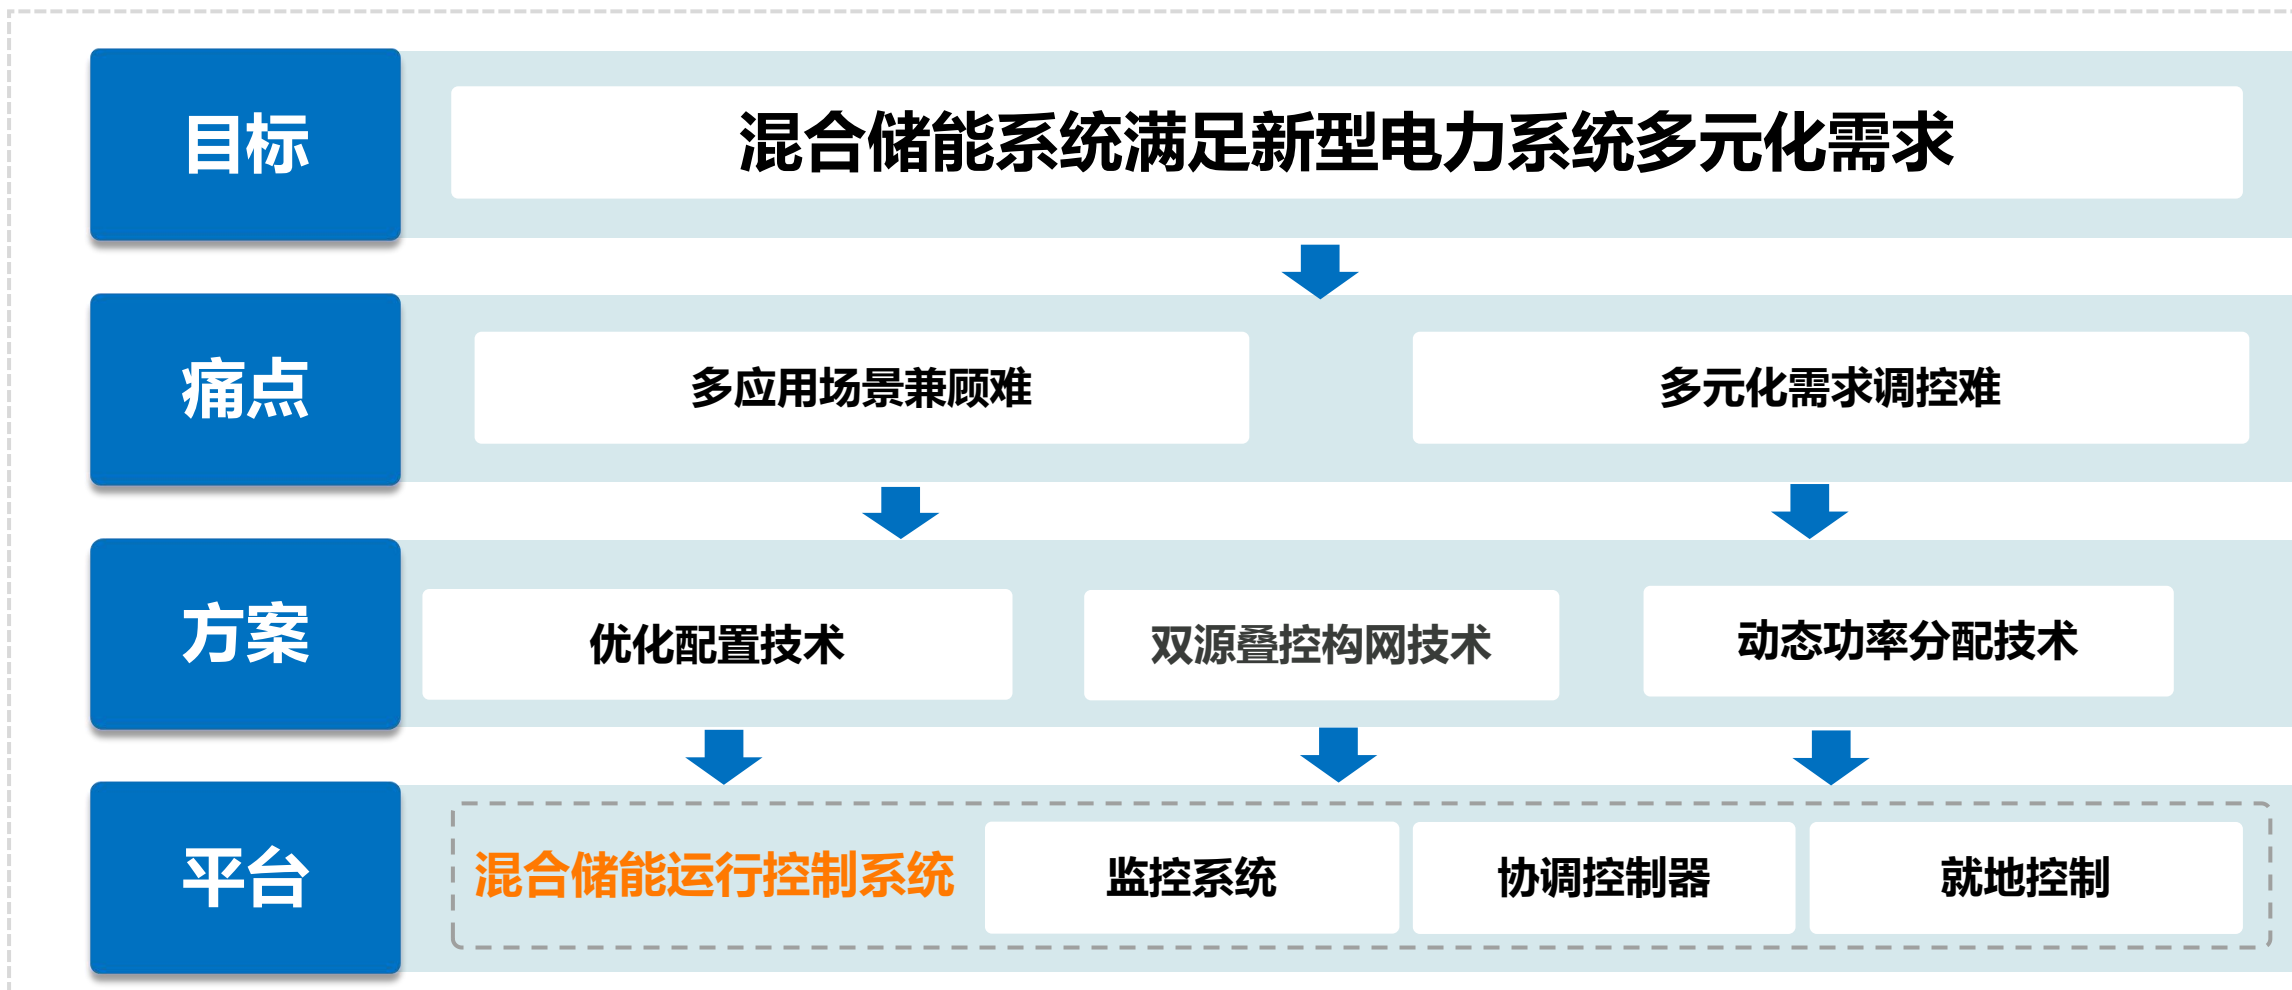 目标
混合储能系统满足新型电力系统多元化需求
痛点
多应用场景兼顾难
多元化需求调控难
方案
优化配置技术
双源叠控构网技术
动态功率分配技术
平台
混合储能运行控制系统
监控系统
协调控制器
就地控制